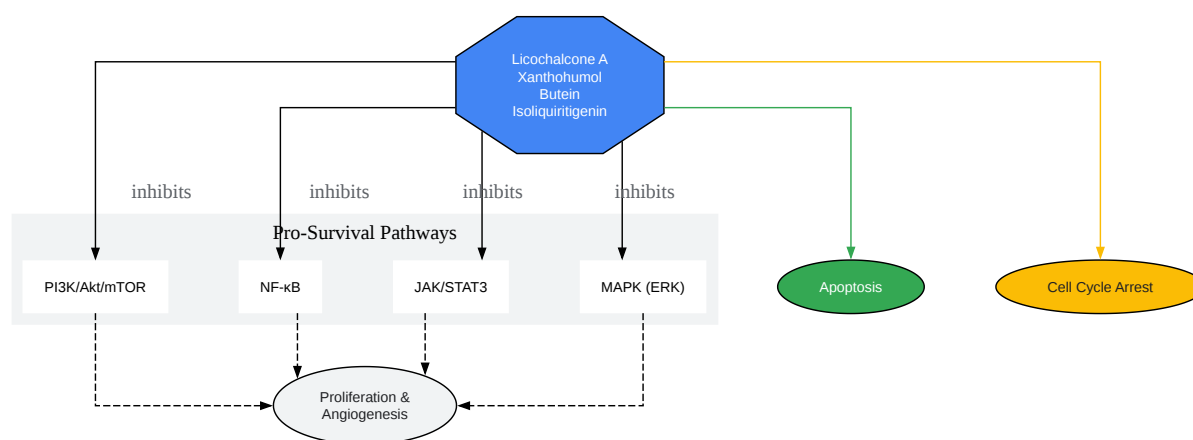 Licochalcone A
Xanthohumol
Butein
Isoliquiritigenin
inhibits
inhibits
inhibits
inhibits
Pro-Survival Pathways
PI3K/Akt/mTOR
NF-κB
JAK/STAT3
MAPK (ERK)
Apoptosis
Cell Cycle Arrest
Proliferation &
Angiogenesis